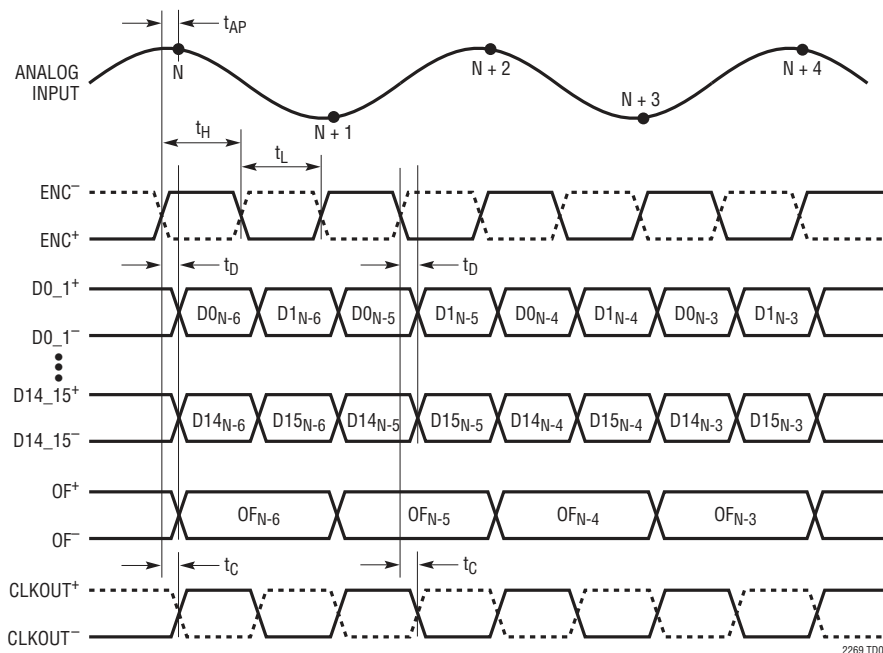 tAP
ANALOG
INPUT
N
N + 1
N + 2
N + 3
N + 4
tH
tL
ENC–
ENC+
tD
tD
D0_1+
D0_1–
D0N-6
D1N-6
D0N-5
D1N-5
D0N-4
D1N-4
D0N-3
D1N-3
D14_15+
D14_15–
D14N-6
D15N-6
D14N-5
D15N-5
D14N-4
D15N-4
D14N-3
D15N-3
OF+
OF–
OFN-6
OFN-5
OFN-4
OFN-3
tC
tC
CLKOUT+
CLKOUT–
2269 TD0